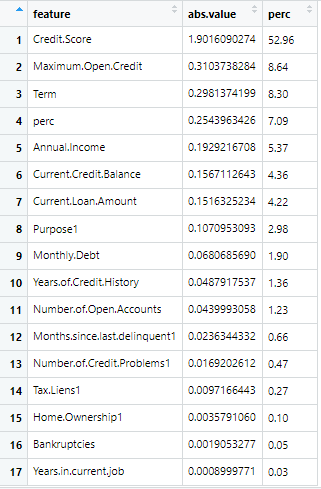 feature abs.value perc
1 Credit.Score 1.9016090274 52.96
2 Maximum.Open.Credit 0.3103738284 8.64
3 Term 0.2981374199 8.30
4 perc 0.2543963426 7.09
5 Annual.Income 0.1929216708 5.37
6 Current.Credit.Balance 0.1567112643 4.36
7 Current.Loan.Amount 0.1516325234 4.22
8 Purpose1 0.1070953093 2.98
9 Monthly.Debt 0.0680685690 1.90
10 Years.of.Credit.History 0.0487917537 1.36
11 Number.of.Open.Accounts 0.0439993058 1.23
12 Months.since.last.delinquent1 0.0236344332 0.66
13 Number.of.Credit.Problems1 0.0169202612 0.47
14 Tax.Liens1 0.0097166443 0.27
15 Home.Ownership1 0.0035791060 0.10
16 Bankruptcies 0.0019053277 0.05
17 Years.in.current.job 0.0008999771 0.03